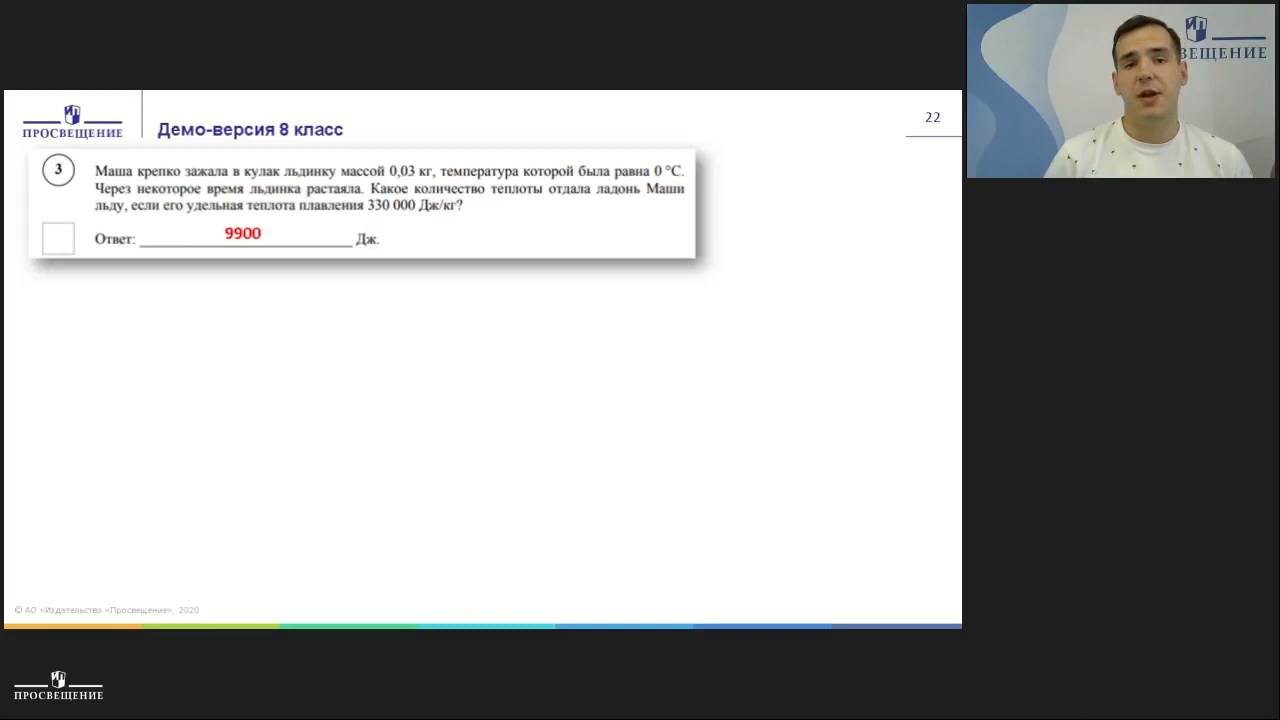 ПРОСВЕЩЕНИЕ
Демо-версия 8 класс
22
3
Маша крепко зажала в кулак льдинку массой 0,03 кг, температура которой была равна 0 °С.
Через некоторое время льдинка растаяла. Какое количество теплоты отдала ладонь Маши
льду, если его удельная теплота плавления 330 000 Дж/кг?
Ответ: 9900 Дж.
© АО «Издательство «Просвещение», 2020
ПРОСВЕЩЕНИЕ
ВЕЩЕНИЕ